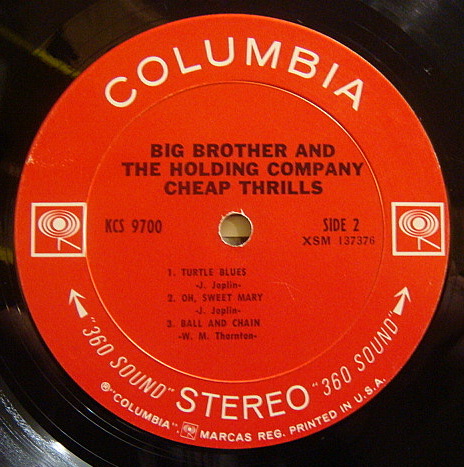 COLUMBIA
BIG BROTHER AND
THE HOLDING COMPANY
CHEAP THRILLS
KCS 9700
SIDE 2
XSM 137376
1. TURTLE BLUES
-J. Joplin-
2. OH, SWEET MARY
-J. Joplin-
3. BALL AND CHAIN
-W. M. Thornton-
"360 SOUND" STEREO "360 SOUND"
®"COLUMBIA", MARCAS REG. PRINTED IN U.S.A.